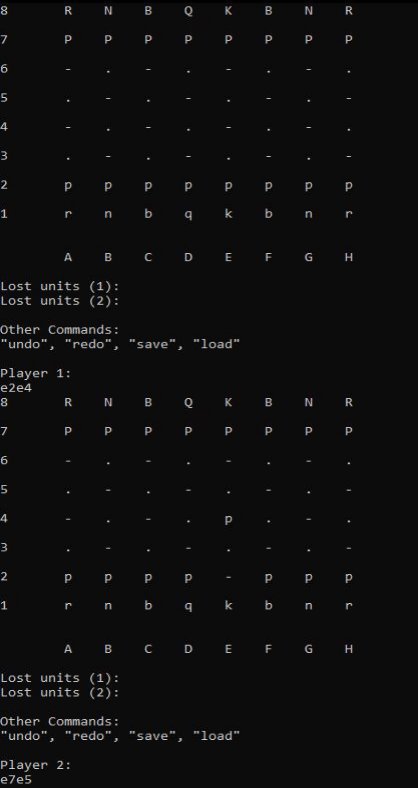 8 R N B Q K B N R
7 P P P P P P P P
6 - . - . - . - .
5 . - . - . - . -
4 - . - . - . - .
3 . - . - . - . -
2 p p p p p p p p
1 r n b q k b n r
A B C D E F G H
Lost units (1):
Lost units (2):
Other Commands:
"undo", "redo", "save", "load"
Player 1:
e2e4
8 R N B Q K B N R
7 P P P P P P P P
6 - . - . - . - .
5 . - . - . - . -
4 - . - . p . - .
3 . - . - . - . -
2 p p p p - p p p
1 r n b q k b n r
A B C D E F G H
Lost units (1):
Lost units (2):
Other Commands:
"undo", "redo", "save", "load"
Player 2:
e7e5